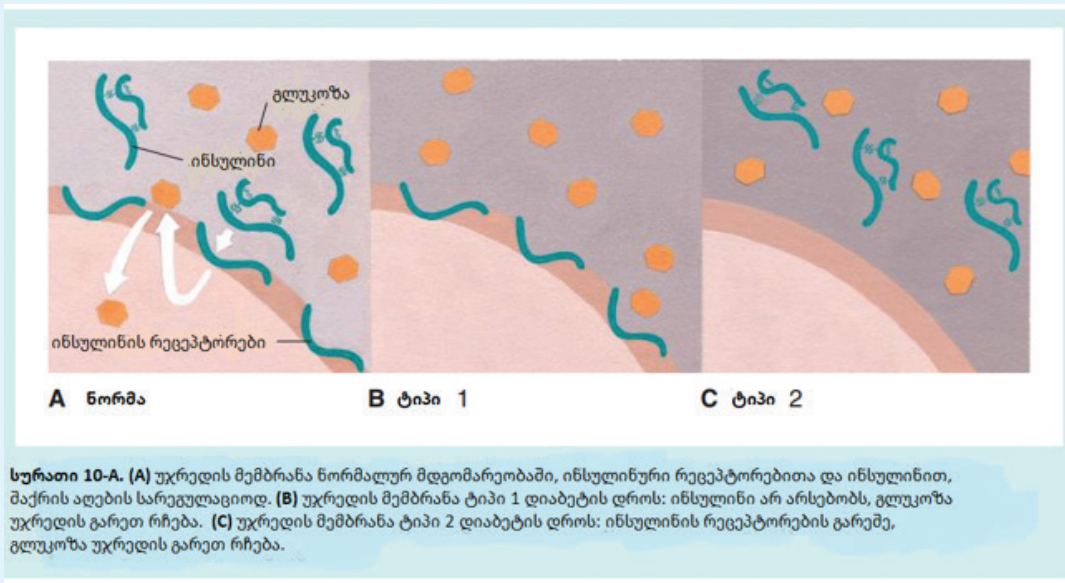 გლუკოზა
ინსულინი
ინსულინის რეცეპტორები
A ნორმა
B ტიპი 1
C ტიპი 2
სურათი 10-A. (A) უჯრედის მემბრანა ნორმალურ მდგომარეობაში, ინსულინური რეცეპტორებითა და ინსულინით,
შაქრის აღების სარეგულაციოდ. (B) უჯრედის მემბრანა ტიპი 1 დიაბეტის დროს: ინსულინი არ არსებობს, გლუკოზა
უჯრედის გარეთ რჩება. (C) უჯრედის მემბრანა ტიპი 2 დიაბეტის დროს: ინსულინის რეცეპტორების გარეშე,
გლუკოზა უჯრედის გარეთ რჩება.